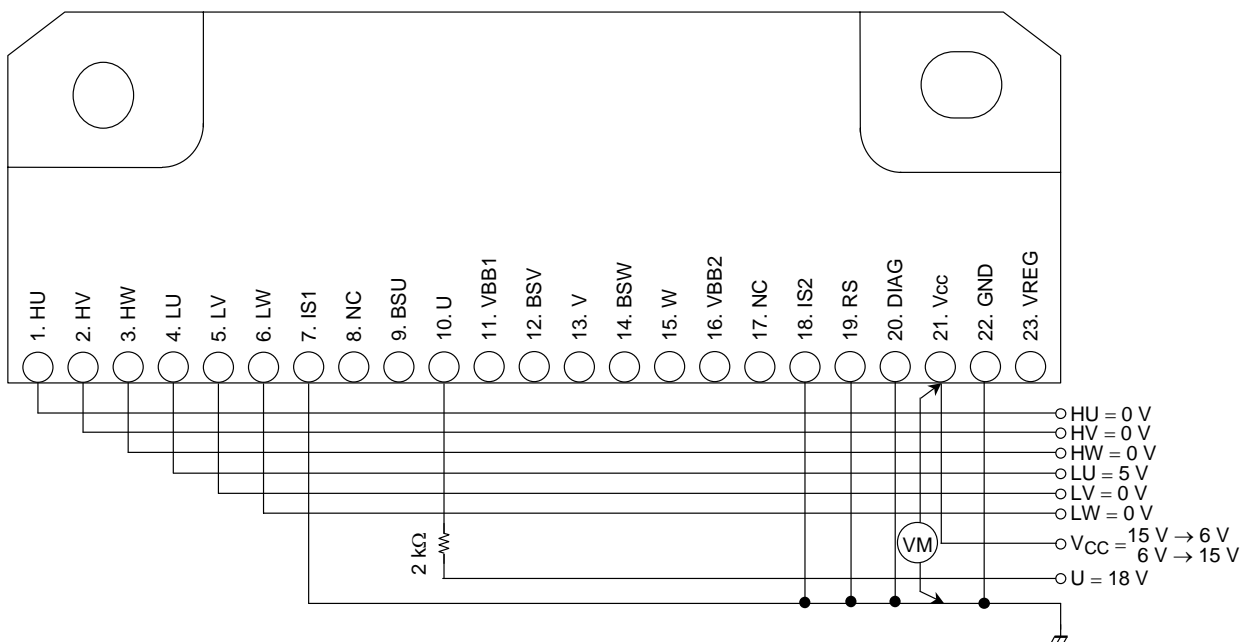 1. HU
2. HV
3. HW
4. LU
5. LV
6. LW
7. IS1
8. NC
9. BSU
10. U
11. VBB1
12. BSV
13. V
14. BSW
15. W
16. VBB2
17. NC
18. IS2
19. RS
20. DIAG
21. Vcc
22. GND
23. VREG
HU = 0 V
HV = 0 V
HW = 0 V
LU = 5 V
LV = 0 V
LW = 0 V
2 kΩ
VM
VCC = 15 V → 6 V
6 V → 15 V
U = 18 V